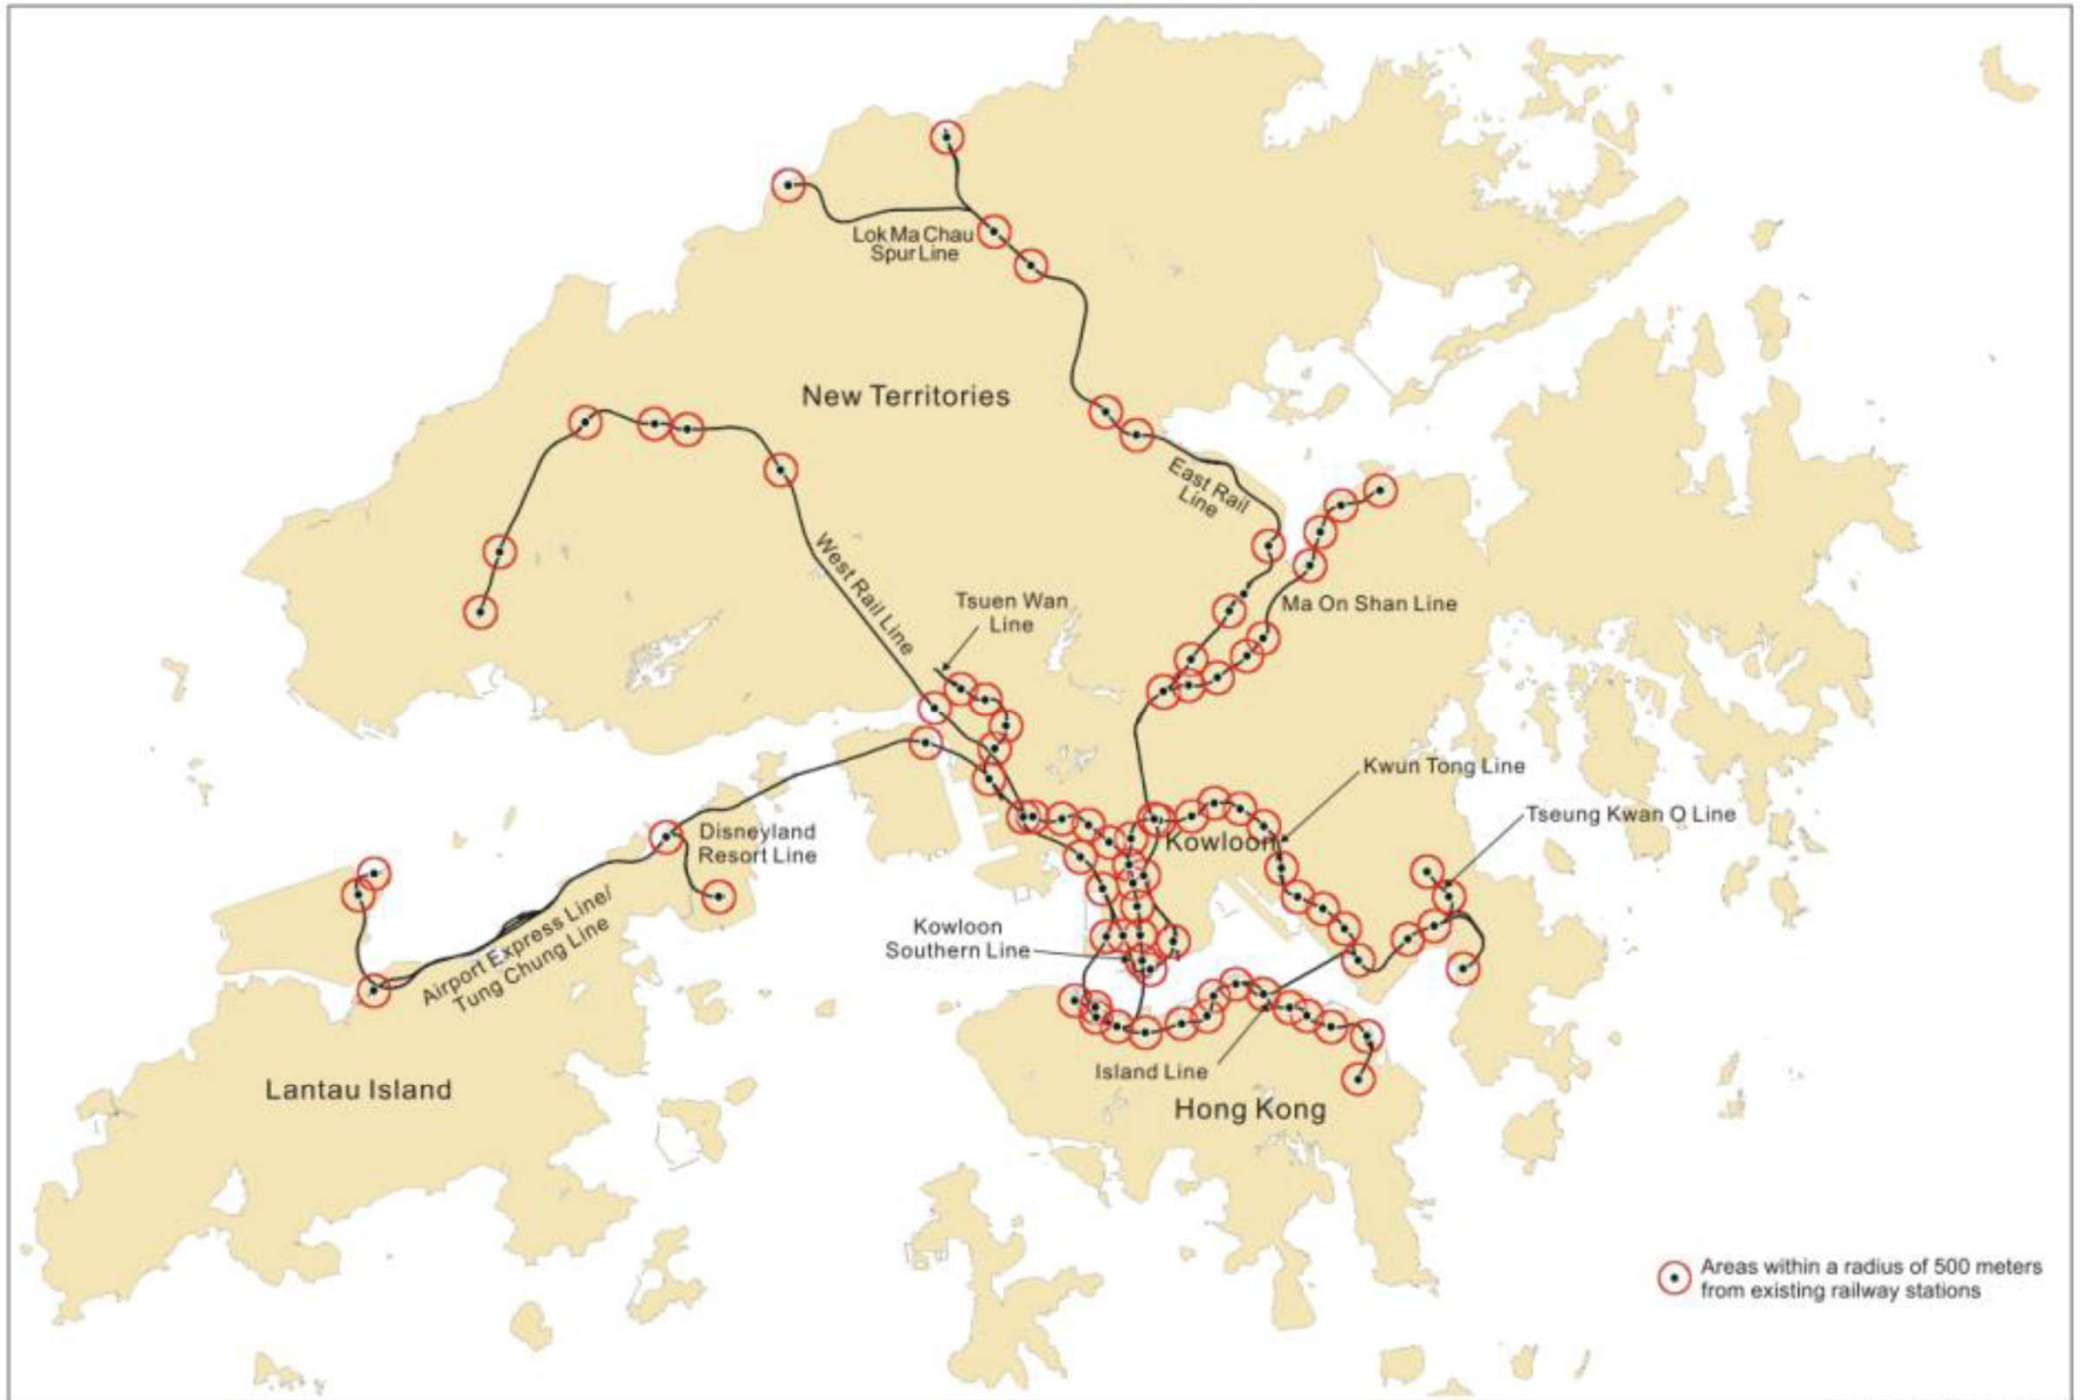 Lok Ma Chau
Spur Line
New Territories
East Rail
Line
West Rail Line
Tsuen Wan
Line
Ma On Shan Line
Kwun Tong Line
Tseung Kwan O Line
Disneyland
Resort Line
Kowloon
Airport Express Line/
Tung Chung Line
Kowloon
Southern Line
Island Line
Lantau Island
Hong Kong
Areas within a radius of 500 meters
from existing railway stations